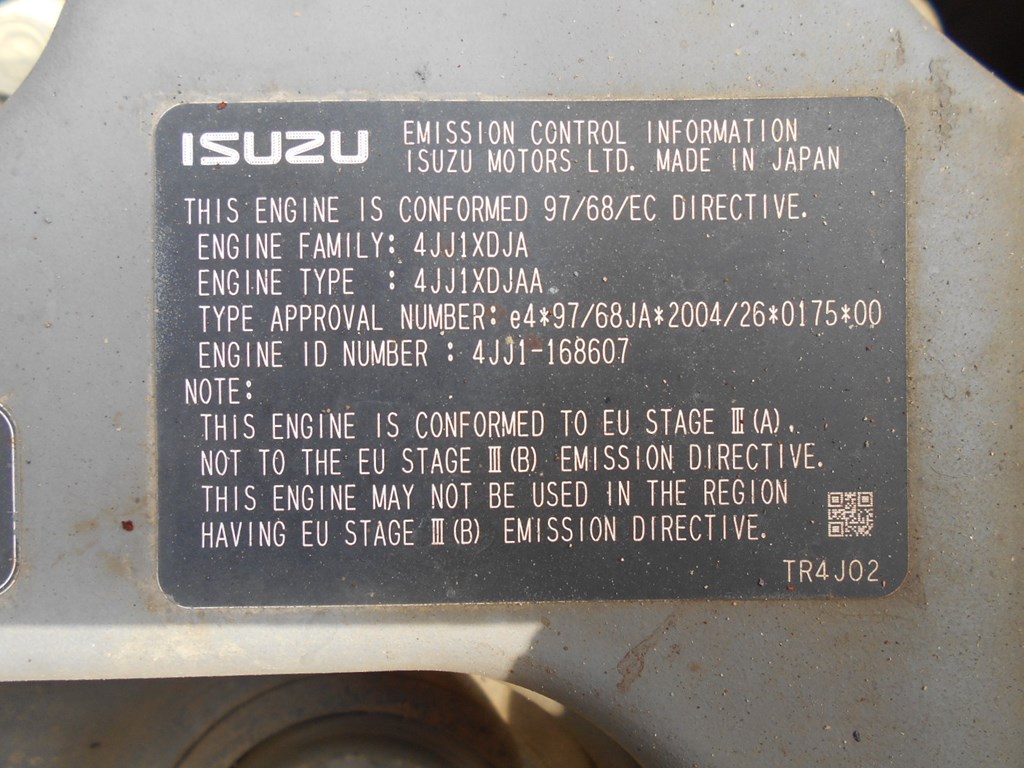 ISUZU
EMISSION CONTROL INFORMATION
ISUZU MOTORS LTD. MADE IN JAPAN
THIS ENGINE IS CONFORMED 97/68/EC DIRECTIVE.
ENGINE FAMILY: 4JJ1XDJA
ENGINE TYPE : 4JJ1XDJAA
TYPE APPROVAL NUMBER: e4*97/68JA*2004/26*0175*00
ENGINE ID NUMBER : 4JJ1-168607
NOTE:
THIS ENGINE IS CONFORMED TO EU STAGE Ⅲ(A).
NOT TO THE EU STAGE Ⅲ(B) EMISSION DIRECTIVE.
THIS ENGINE MAY NOT BE USED IN THE REGION
HAVING EU STAGE Ⅲ(B) EMISSION DIRECTIVE.
TR4J02